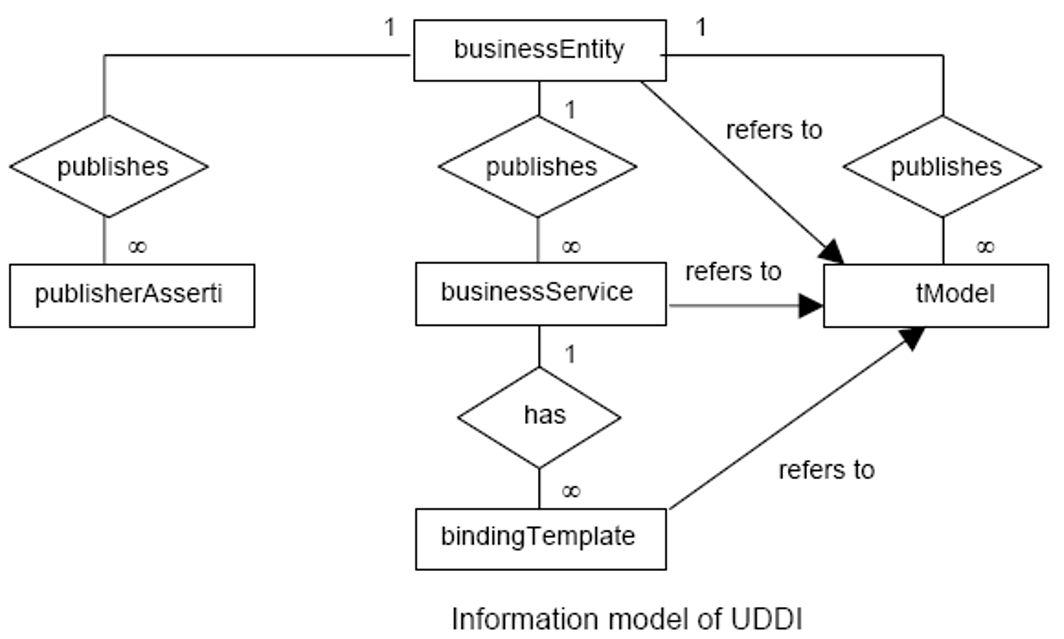 1
businessEntity
1
1
refers to
publishes
publishes
publishes
∞
∞
∞
publisherAsserti
businessService
refers to
tModel
1
has
refers to
∞
bindingTemplate
Information model of UDDI